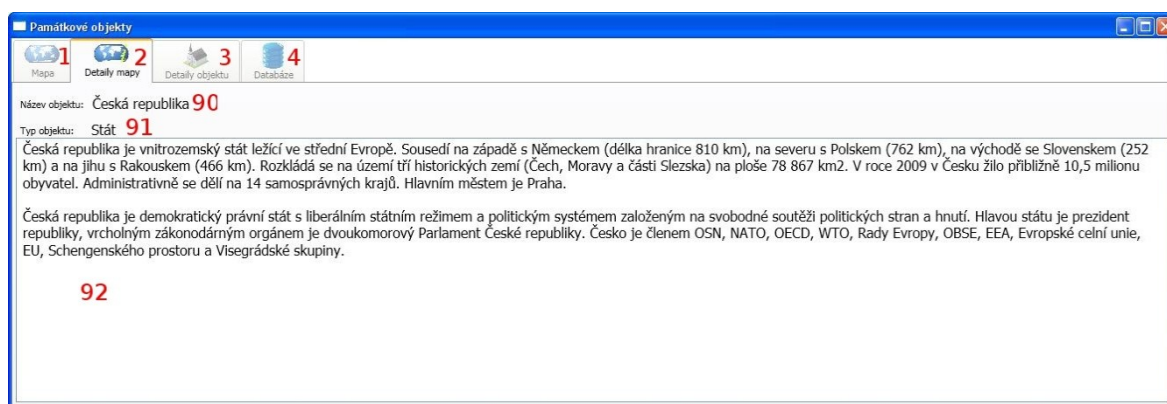 Památkové objekty
1 2 3 4
Mapa Detaily mapy Detaily objektu Databáze
Název objektu: Česká republika 90
Typ objektu: Stát 91
Česká republika je vnitrozemský stát ležící ve střední Evropě. Sousedí na západě s Německem (délka hranice 810 km), na severu s Polskem (762 km), na východě se Slovenskem (252
km) a na jihu s Rakouskem (466 km). Rozkládá se na území tří historických zemí (Čech, Moravy a části Slezska) na ploše 78 867 km2. V roce 2009 v Česku žilo přibližně 10,5 milionu
obyvatel. Administrativně se dělí na 14 samosprávných krajů. Hlavním městem je Praha.
Česká republika je demokratický právní stát s liberálním státním režimem a politickým systémem založeným na svobodné soutěži politických stran a hnutí. Hlavou státu je prezident
republiky, vrcholným zákonodárným orgánem je dvoukomorový Parlament České republiky. Česko je členem OSN, NATO, OECD, WTO, Rady Evropy, OBSE, EEA, Evropské celní unie,
EU, Schengenského prostoru a Visegrádské skupiny.
92